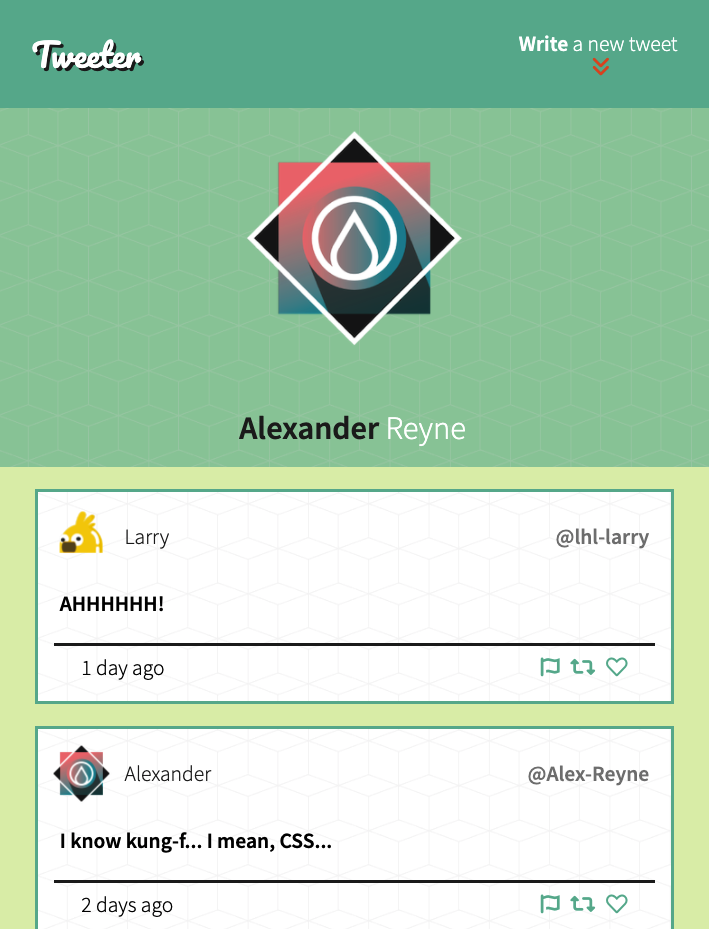 Tweeter
Write a new tweet
Alexander Reyne
Larry
@lhl-larry
AHHHHHH!
1 day ago
Alexander
@Alex-Reyne
I know kung-f... I mean, CSS...
2 days ago